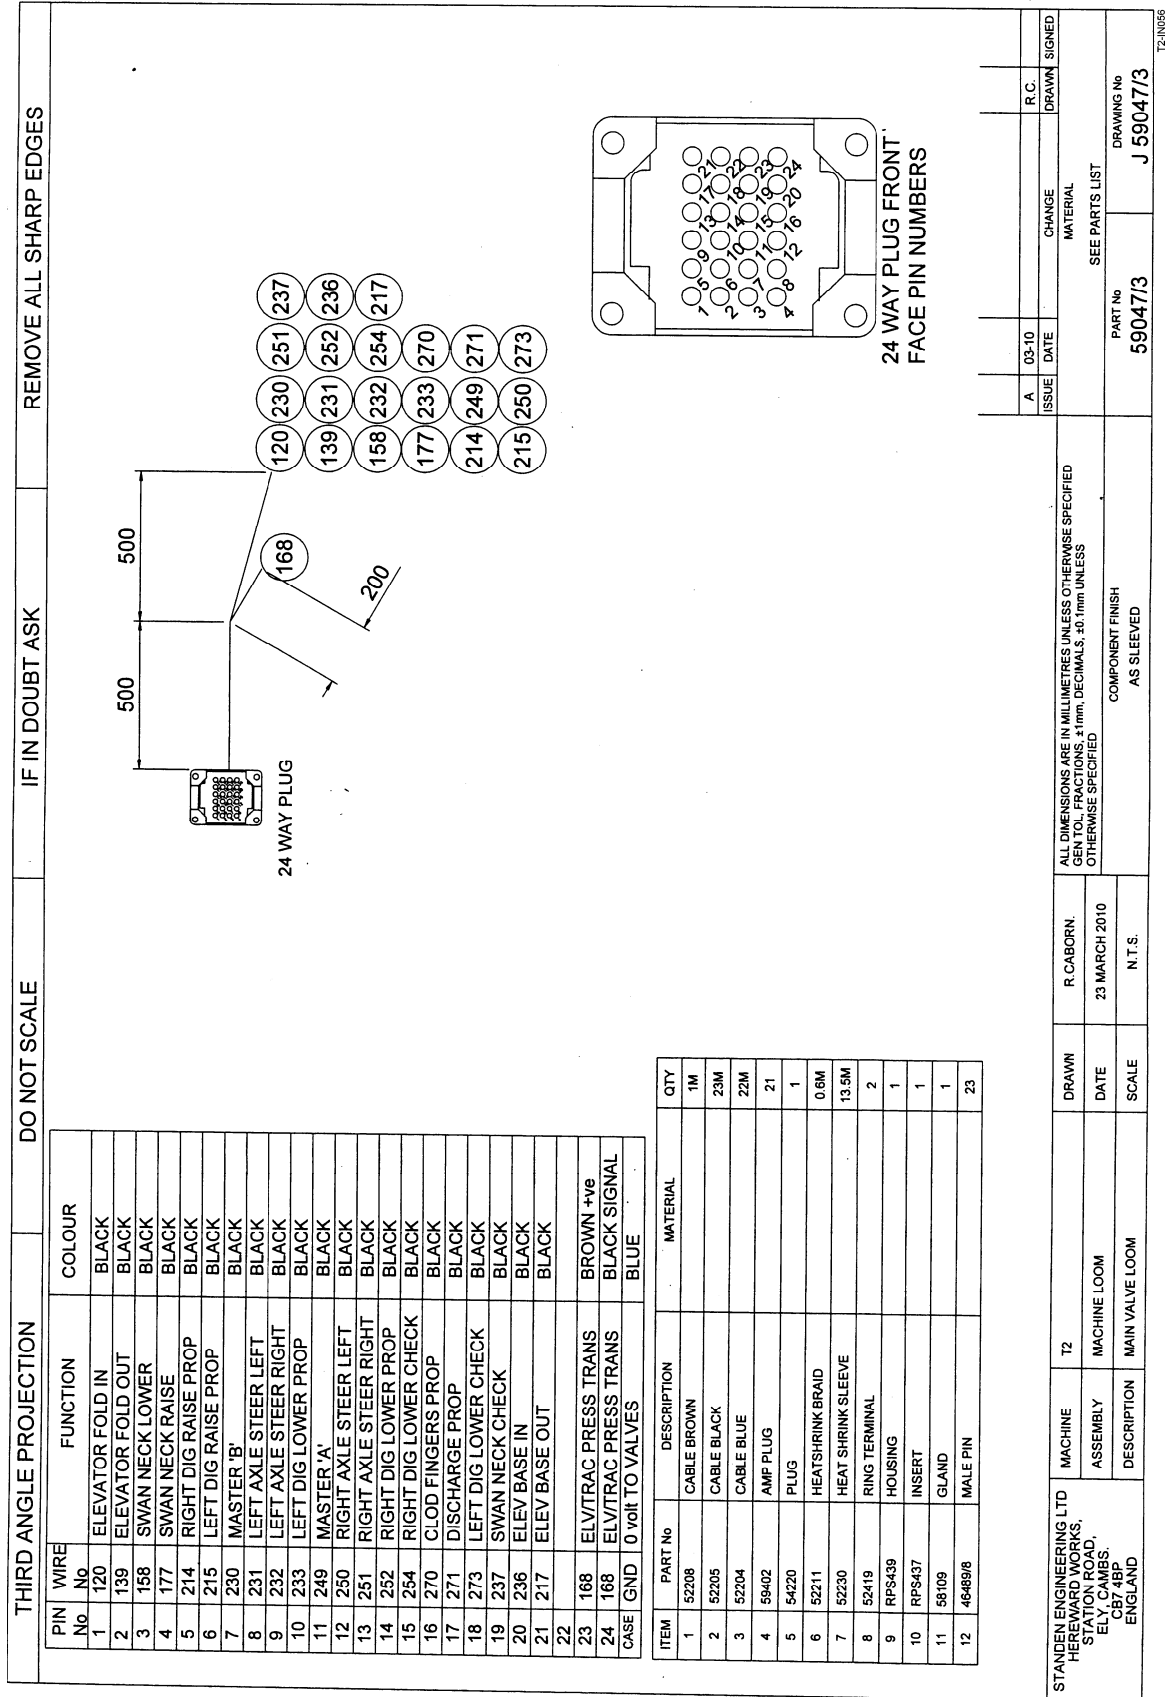 THIRD ANGLE PROJECTION
DO NOT SCALE
IF IN DOUBT ASK
REMOVE ALL SHARP EDGES
PIN No WIRE No FUNCTION COLOUR
1 120 ELEVATOR FOLD IN BLACK
2 139 ELEVATOR FOLD OUT BLACK
3 158 SWAN NECK LOWER BLACK
4 177 SWAN NECK RAISE BLACK
5 214 RIGHT DIG RAISE PROP BLACK
6 215 LEFT DIG RAISE PROP BLACK
7 230 MASTER 'B' BLACK
8 231 LEFT AXLE STEER LEFT BLACK
9 232 LEFT AXLE STEER RIGHT BLACK
10 233 LEFT DIG LOWER PROP BLACK
11 249 MASTER 'A' BLACK
12 250 RIGHT AXLE STEER LEFT BLACK
13 251 RIGHT AXLE STEER RIGHT BLACK
14 252 RIGHT DIG LOWER PROP BLACK
15 254 RIGHT DIG LOWER CHECK BLACK
16 270 CLOD FINGERS PROP BLACK
17 271 DISCHARGE PROP BLACK
18 273 LEFT DIG LOWER CHECK BLACK
19 237 SWAN NECK CHECK BLACK
20 236 ELEV BASE IN BLACK
21 217 ELEV BASE OUT BLACK
22
23 168 ELV/TRAC PRESS TRANS BROWN +ve
24 168 ELV/TRAC PRESS TRANS BLACK SIGNAL
CASE GND 0 volt TO VALVES BLUE
500
500
200
168
120 230 251 237
139 231 252 236
158 232 254 217
177 233 270
214 249 271
215 250 273
24 WAY PLUG
1 5 9 13 17 21
2 6 10 14 18 22
3 7 11 15 19 23
4 8 12 16 20 24
24 WAY PLUG FRONT
FACE PIN NUMBERS
ITEM PART No DESCRIPTION MATERIAL QTY
1 52208 CABLE BROWN 1M
2 52205 CABLE BLACK 23M
3 52204 CABLE BLUE 22M
4 59402 AMP PLUG 21
5 54220 PLUG 1
6 52211 HEATSHRINK BRAID 0.6M
7 52230 HEAT SHRINK SLEEVE 13.5M
8 52419 RING TERMINAL 2
9 RPS439 HOUSING 1
10 RPS437 INSERT 1
11 58109 GLAND 1
12 46489/8 MALE PIN 23
A 03-10 R.C.
ISSUE DATE CHANGE DRAWN SIGNED
STANDEN ENGINEERING LTD
HEREWARD WORKS,
STATION ROAD,
ELY, CAMBS.
CB7 4BP
ENGLAND
MACHINE T2
ASSEMBLY MACHINE LOOM
DESCRIPTION MAIN VALVE LOOM
DRAWN R.CABORN.
DATE 23 MARCH 2010
SCALE N.T.S.
ALL DIMENSIONS ARE IN MILLIMETRES UNLESS OTHERWISE SPECIFIED
GEN TOL, FRACTIONS, ±1mm, DECIMALS, ±0.1mm UNLESS
OTHERWISE SPECIFIED
COMPONENT FINISH
AS SLEEVED
MATERIAL
SEE PARTS LIST
PART No
59047/3
DRAWING No
J 59047/3
T2-IN056